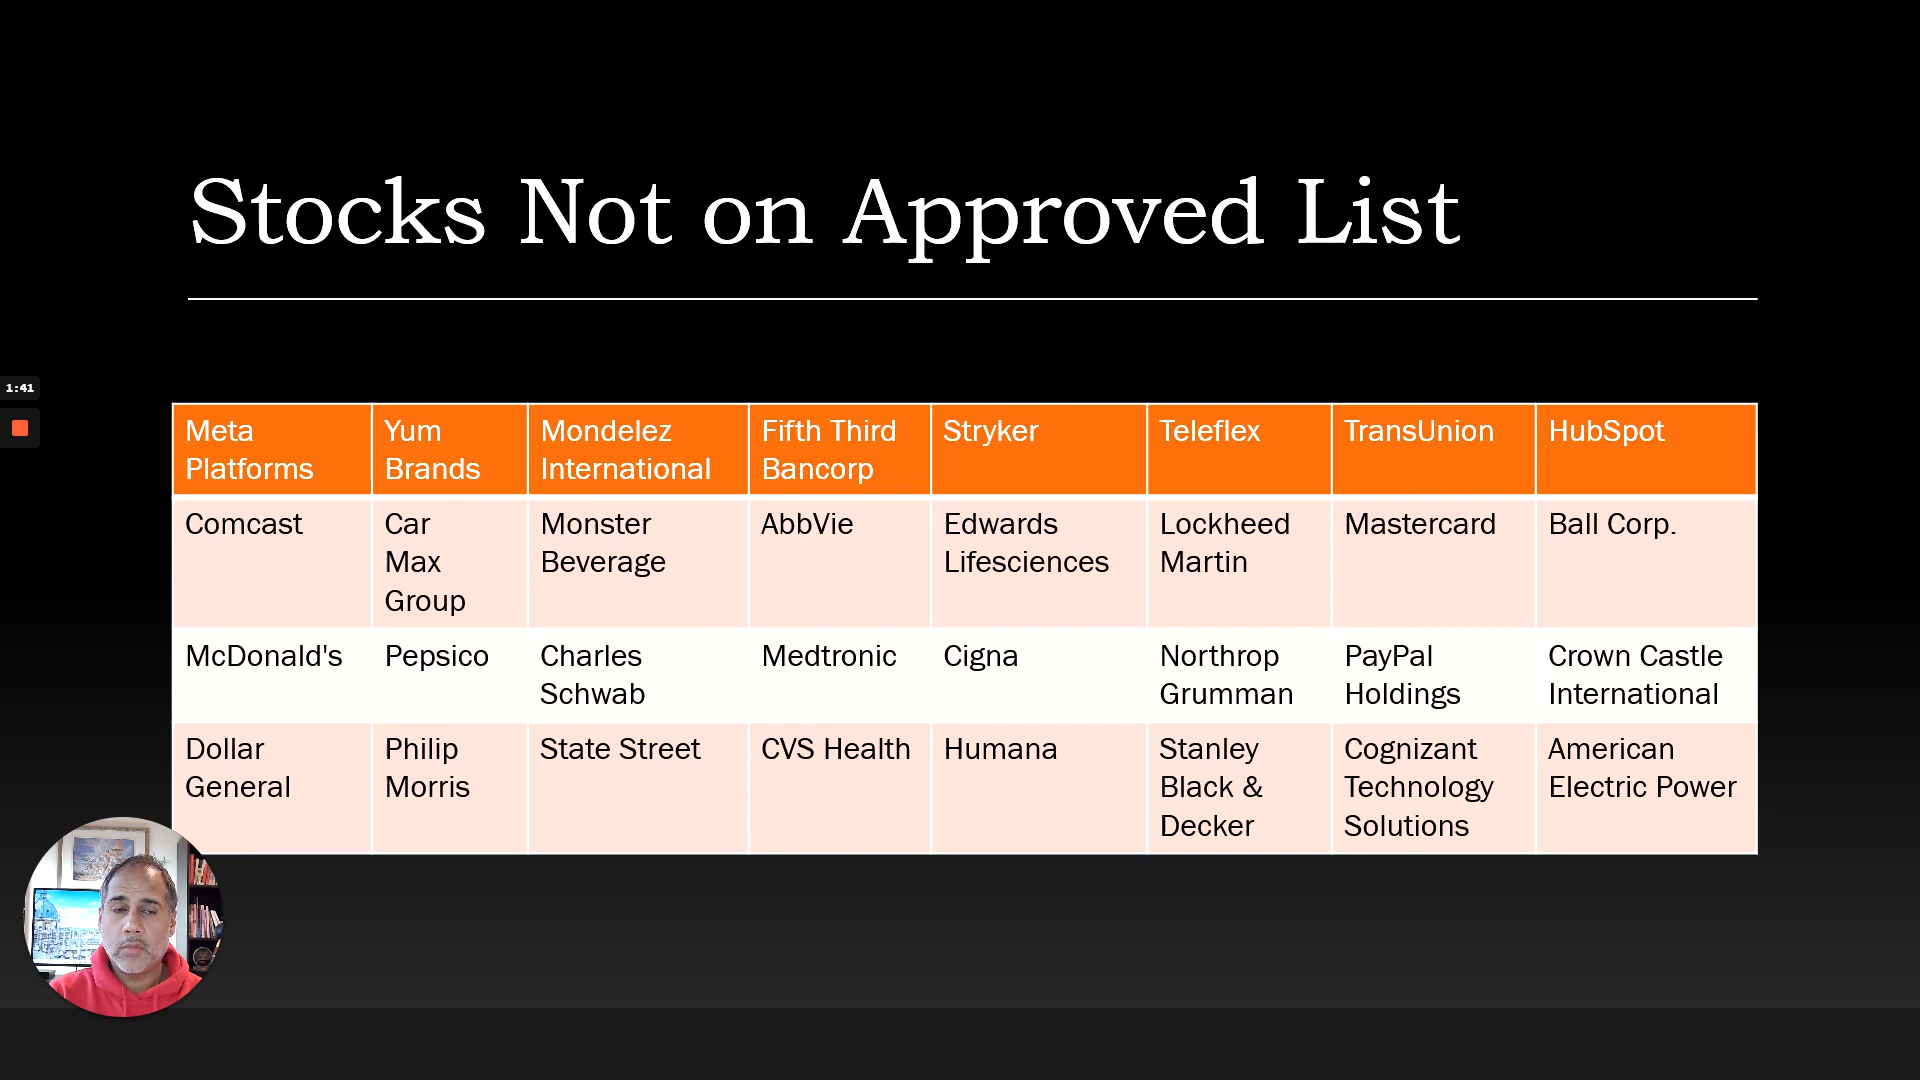 Stocks Not on Approved List
1:41
Meta Platforms Yum Brands Mondelez International Fifth Third Bancorp Stryker Teleflex TransUnion HubSpot
Comcast Car Max Group Monster Beverage AbbVie Edwards Lifesciences Lockheed Martin Mastercard Ball Corp.
McDonald's Pepsico Charles Schwab Medtronic Cigna Northrop Grumman PayPal Holdings Crown Castle International
Dollar General Philip Morris State Street CVS Health Humana Stanley Black & Decker Cognizant Technology Solutions American Electric Power